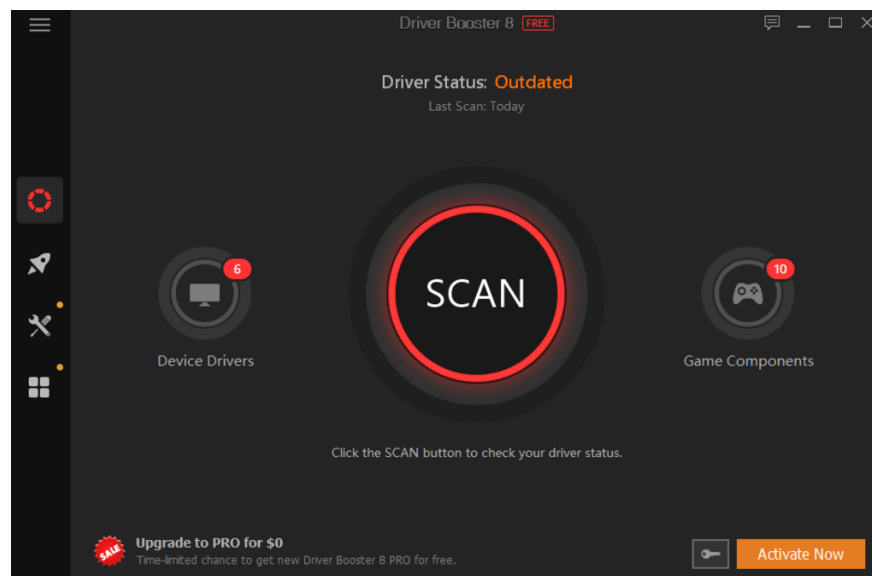 Driver Booster 8 FREE
Driver Status: Outdated
Last Scan: Today
6
10
SCAN
Device Drivers
Game Components
Click the SCAN button to check your driver status.
SALE
Upgrade to PRO for $0
Time-limited chance to get new Driver Booster 8 PRO for free.
Activate Now